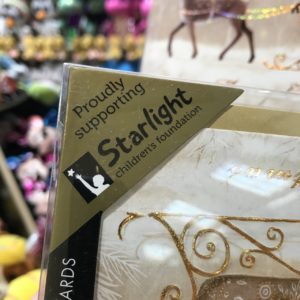 Proudly
supporting
Starlight
children's foundation
ARDS